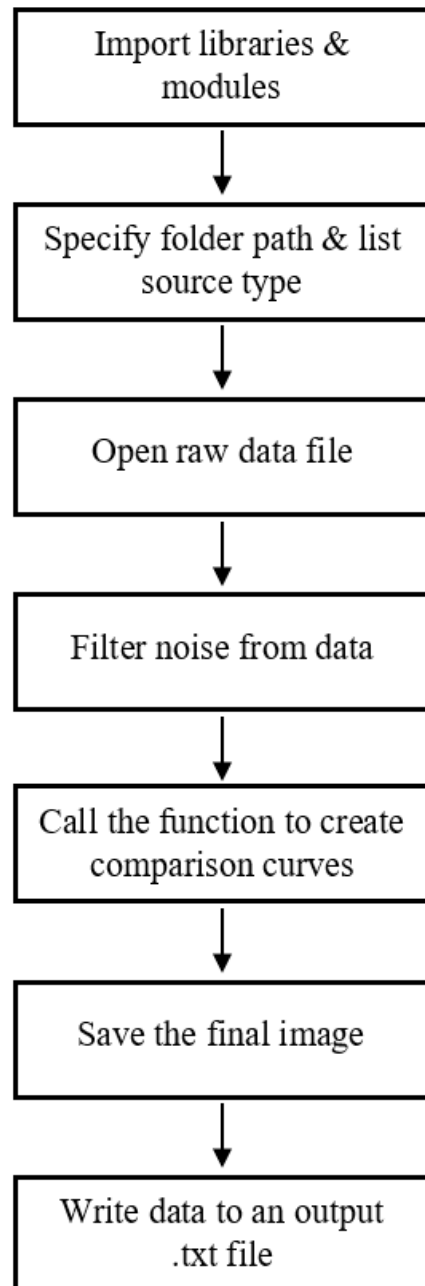 Import libraries &
modules
Specify folder path & list
source type
Open raw data file
Filter noise from data
Call the function to create
comparison curves
Save the final image
Write data to an output
.txt file